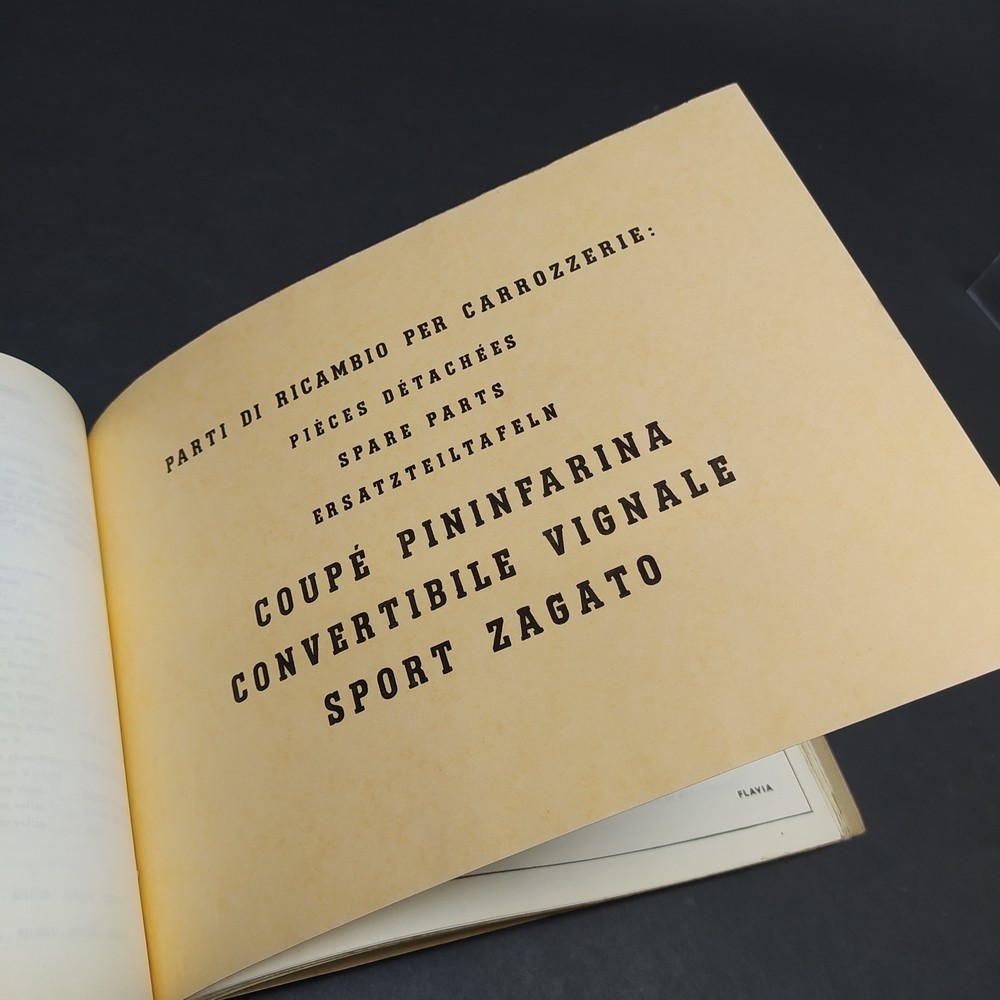 PARTI DI RICAMBIO PER CARROZZERIE:
PIÈCES DÉTACHÉES
SPARE PARTS
ERSATZTEILTAFELN
COUPÉ PININFARINA
CONVERTIBILE VIGNALE
SPORT ZAGATO
FLAVIA